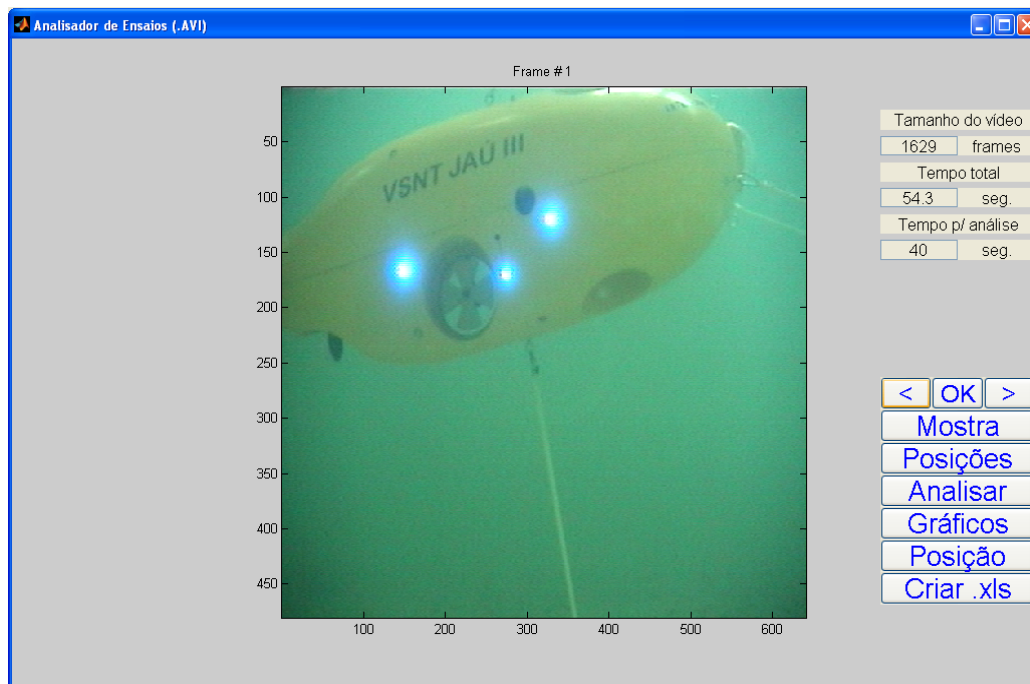 Analisador de Ensaios (.AVI)
Frame # 1
VSNT JAÚ III
50
100
150
200
250
300
350
400
450
100 200 300 400 500 600
Tamanho do vídeo
1629 frames
Tempo total
54.3 seg.
Tempo p/ análise
40 seg.
< OK >
Mostra
Posições
Analisar
Gráficos
Posição
Criar .xls